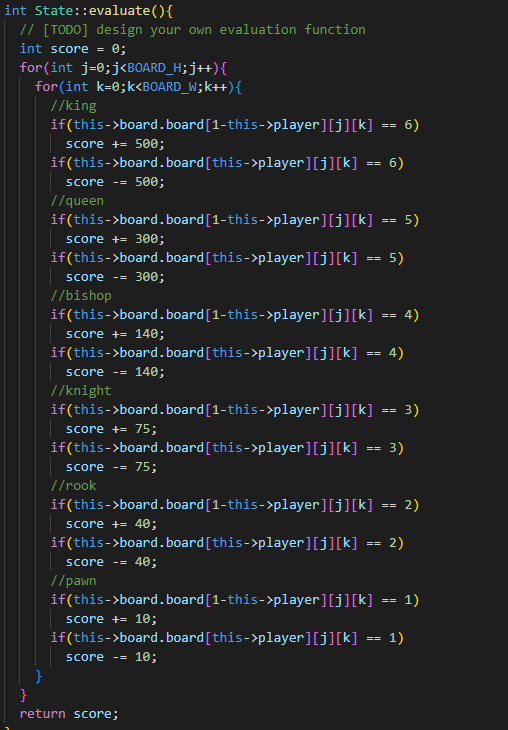 int State::evaluate(){
  // [TODO] design your own evaluation function
  int score = 0;
  for(int j=0;j<BOARD_H;j++){
    for(int k=0;k<BOARD_W;k++){
      //king
      if(this->board.board[1-this->player][j][k] == 6)
        score += 500;
      if(this->board.board[this->player][j][k] == 6)
        score -= 500;
      //queen
      if(this->board.board[1-this->player][j][k] == 5)
        score += 300;
      if(this->board.board[this->player][j][k] == 5)
        score -= 300;
      //bishop
      if(this->board.board[1-this->player][j][k] == 4)
        score += 140;
      if(this->board.board[this->player][j][k] == 4)
        score -= 140;
      //knight
      if(this->board.board[1-this->player][j][k] == 3)
        score += 75;
      if(this->board.board[this->player][j][k] == 3)
        score -= 75;
      //rook
      if(this->board.board[1-this->player][j][k] == 2)
        score += 40;
      if(this->board.board[this->player][j][k] == 2)
        score -= 40;
      //pawn
      if(this->board.board[1-this->player][j][k] == 1)
        score += 10;
      if(this->board.board[this->player][j][k] == 1)
        score -= 10;
    }
  }
  return score;
}